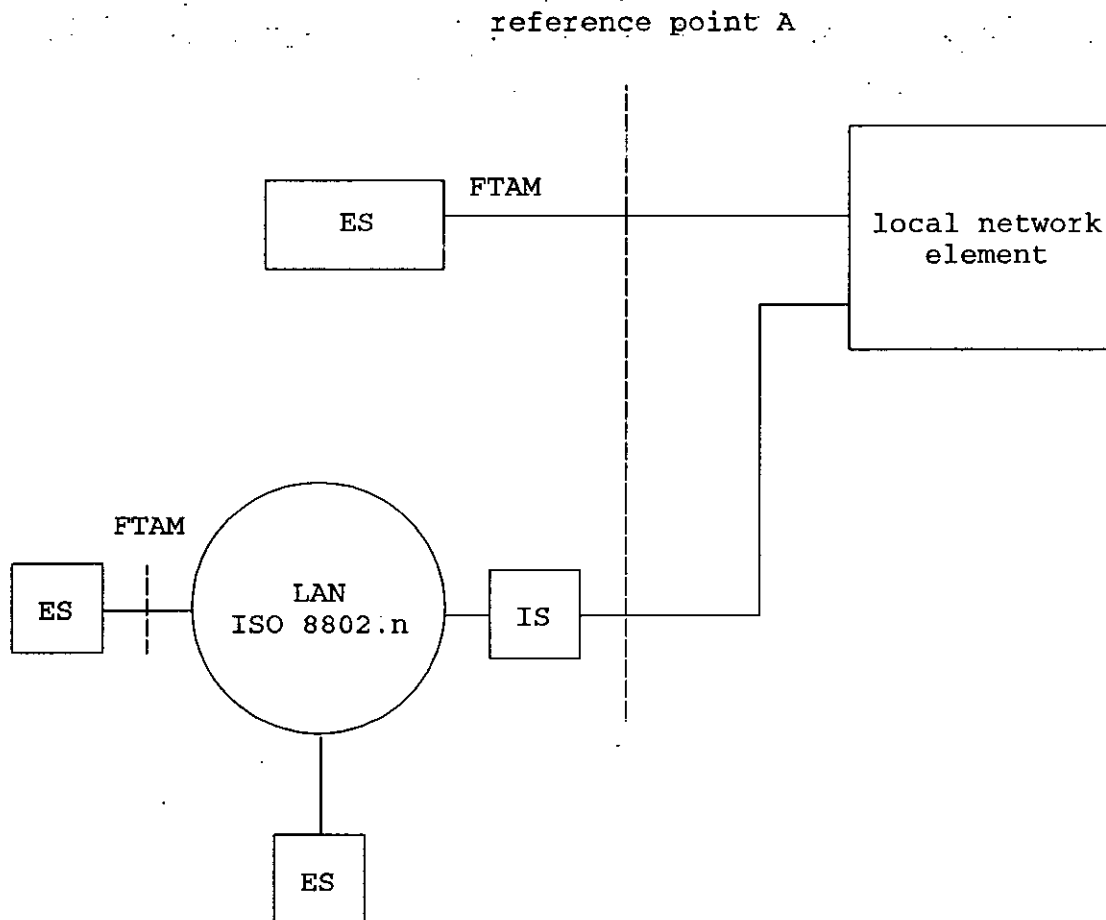 reference point A
FTAM
ES
local network
element
FTAM
ES
LAN
ISO 8802.n
IS
ES